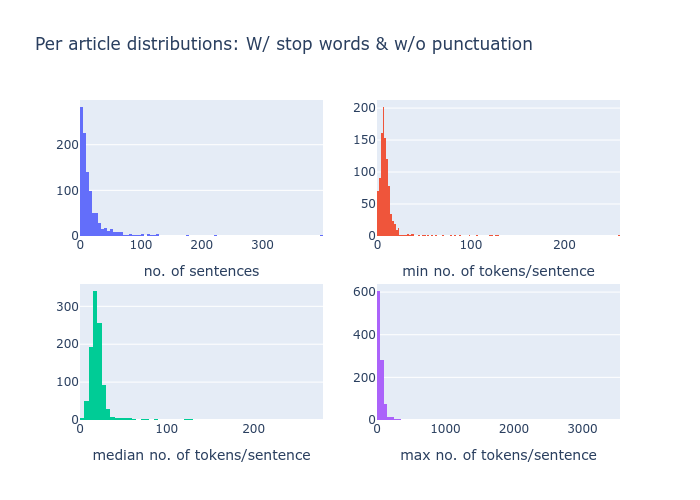 Per article distributions: W/ stop words & w/o punctuation
200
100
0
0 100 200 300
no. of sentences
200
150
100
50
0
0 100 200
min no. of tokens/sentence
300
200
100
0
0 100 200
median no. of tokens/sentence
600
400
200
0
0 1000 2000 3000
max no. of tokens/sentence